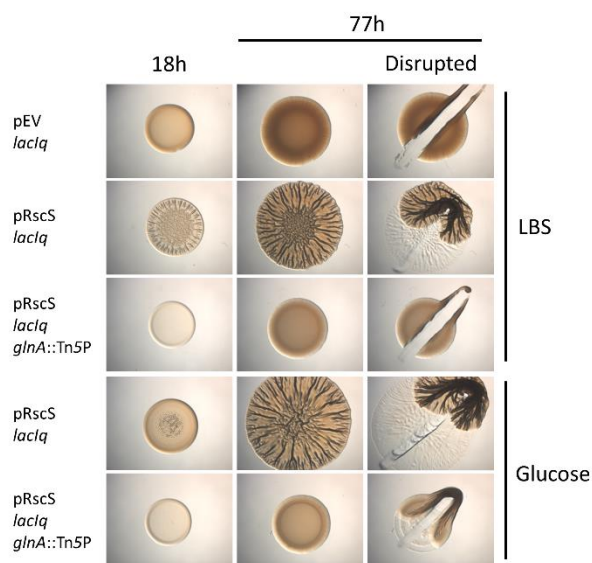 77h
18h
Disrupted
pEV
lacIq
pRscS
lacIq
LBS
pRscS
lacIq
glnA::Tn5P
pRscS
lacIq
Glucose
pRscS
lacIq
glnA::Tn5P